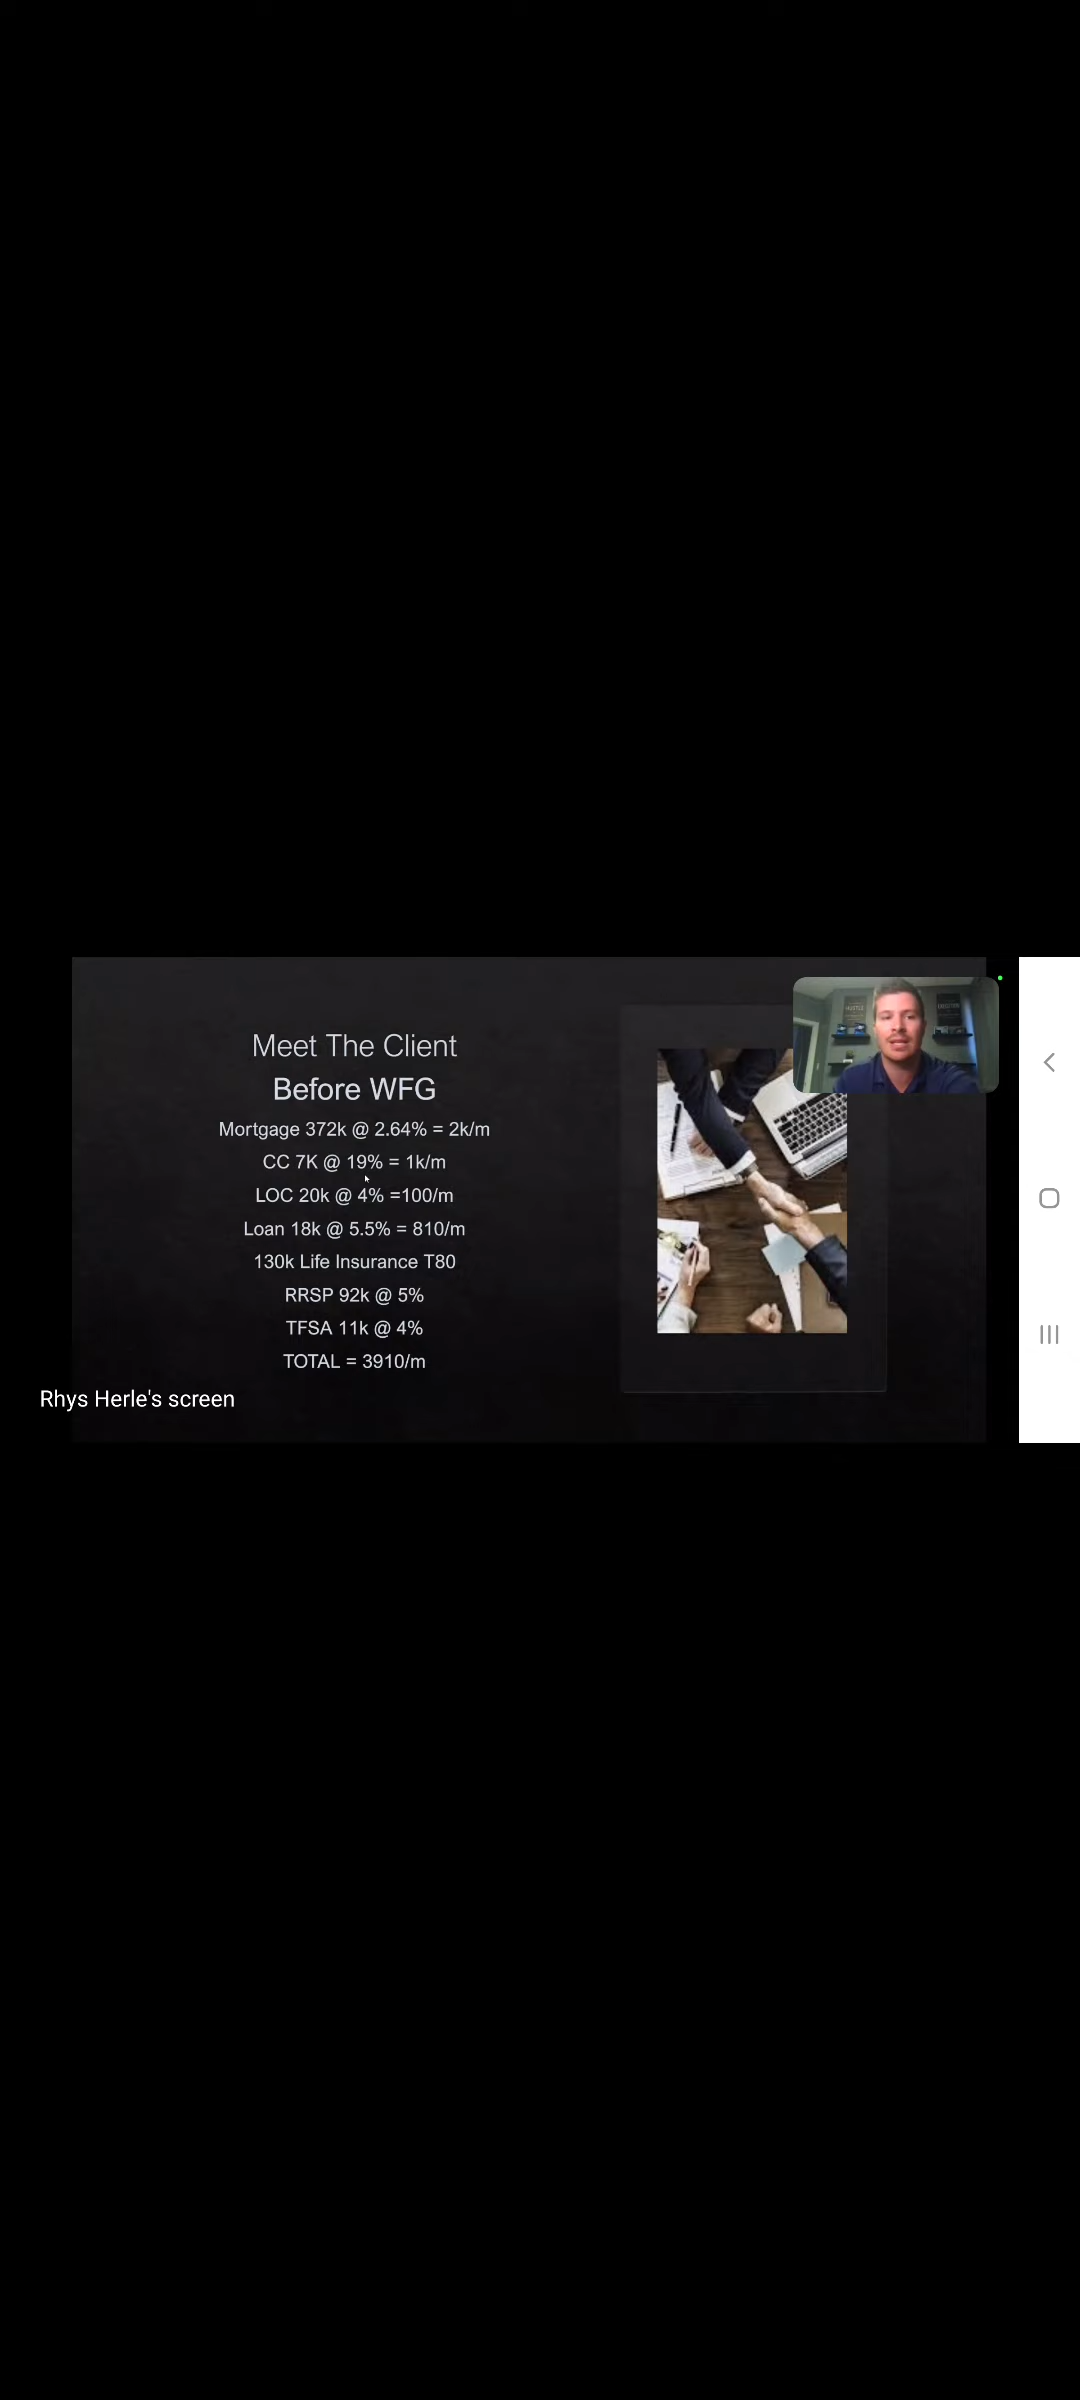 Meet The Client
Before WFG
Mortgage 372k @ 2.64% = 2k/m
CC 7K @ 19% = 1k/m
LOC 20k @ 4% =100/m
Loan 18k @ 5.5% = 810/m
130k Life Insurance T80
RRSP 92k @ 5%
TFSA 11k @ 4%
TOTAL = 3910/m
Rhys Herle's screen